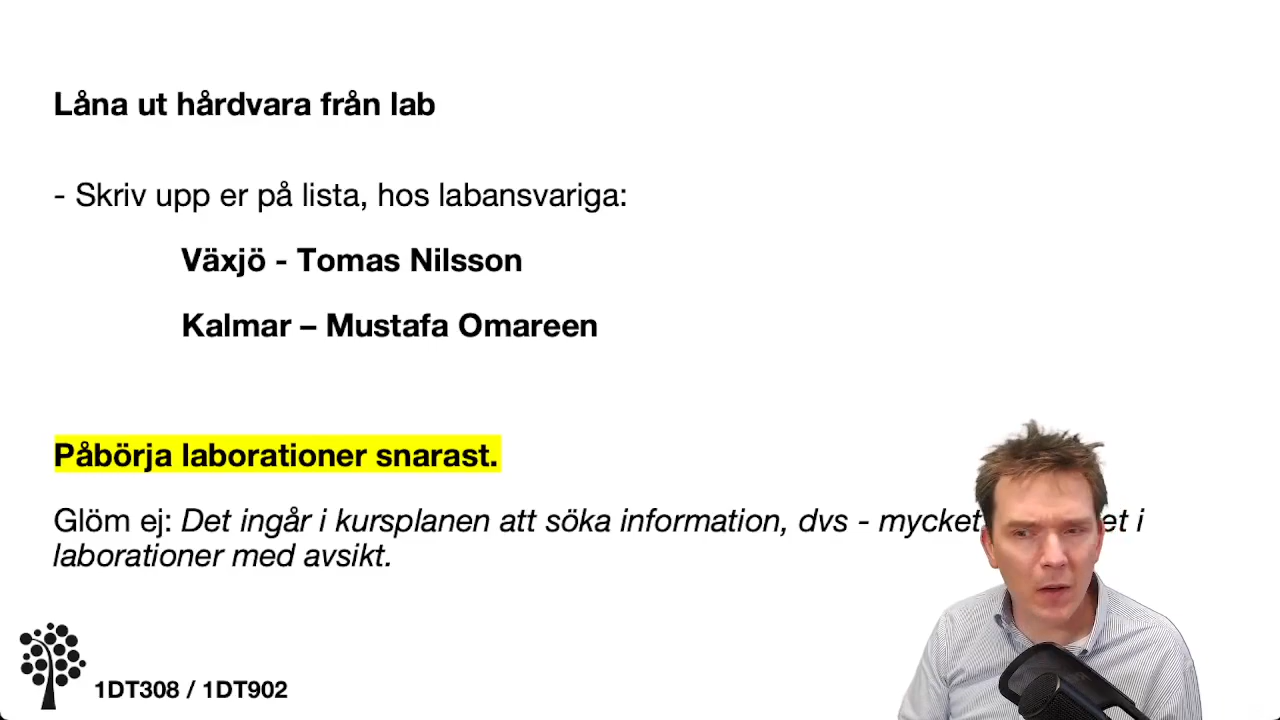 Låna ut hårdvara från lab
- Skriv upp er på lista, hos labansvariga:
Växjö - Tomas Nilsson
Kalmar – Mustafa Omareen
Påbörja laborationer snarast.
Glöm ej: Det ingår i kursplanen att söka information, dvs - mycket et i
laborationer med avsikt.
1DT308 / 1DT902